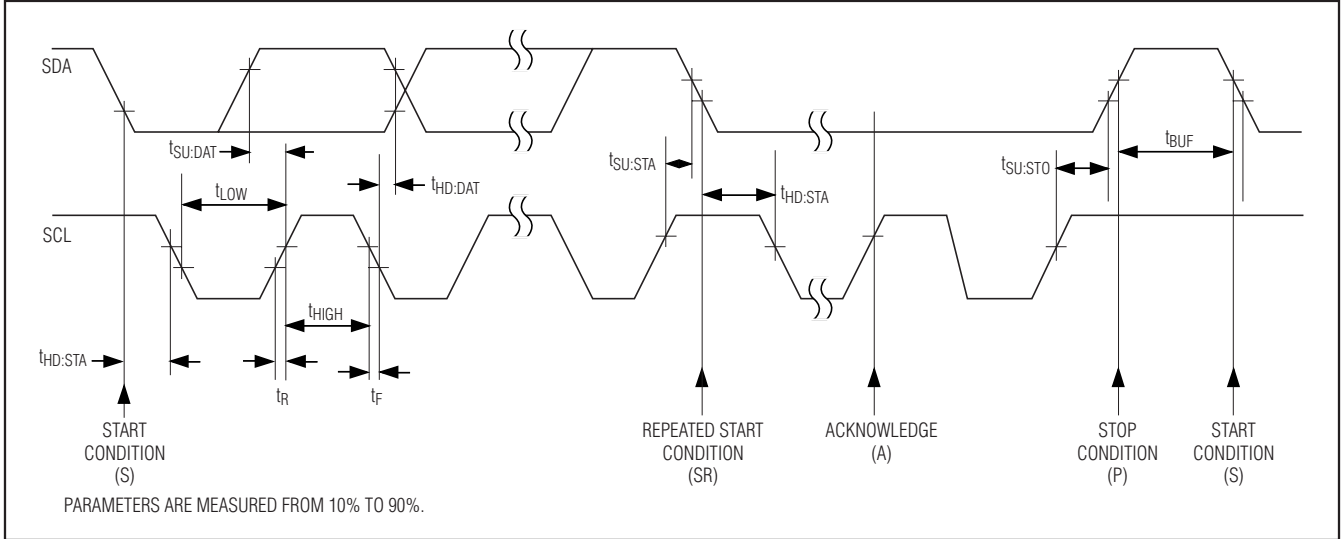 SDA
tSU:DAT
tLOW
tHD:DAT
tSU:STA
tHD:STA
tSU:STO
tBUF
SCL
tHIGH
tHD:STA
tR
tF
START
CONDITION
(S)
REPEATED START
CONDITION
(SR)
ACKNOWLEDGE
(A)
STOP
CONDITION
(P)
START
CONDITION
(S)
PARAMETERS ARE MEASURED FROM 10% TO 90%.